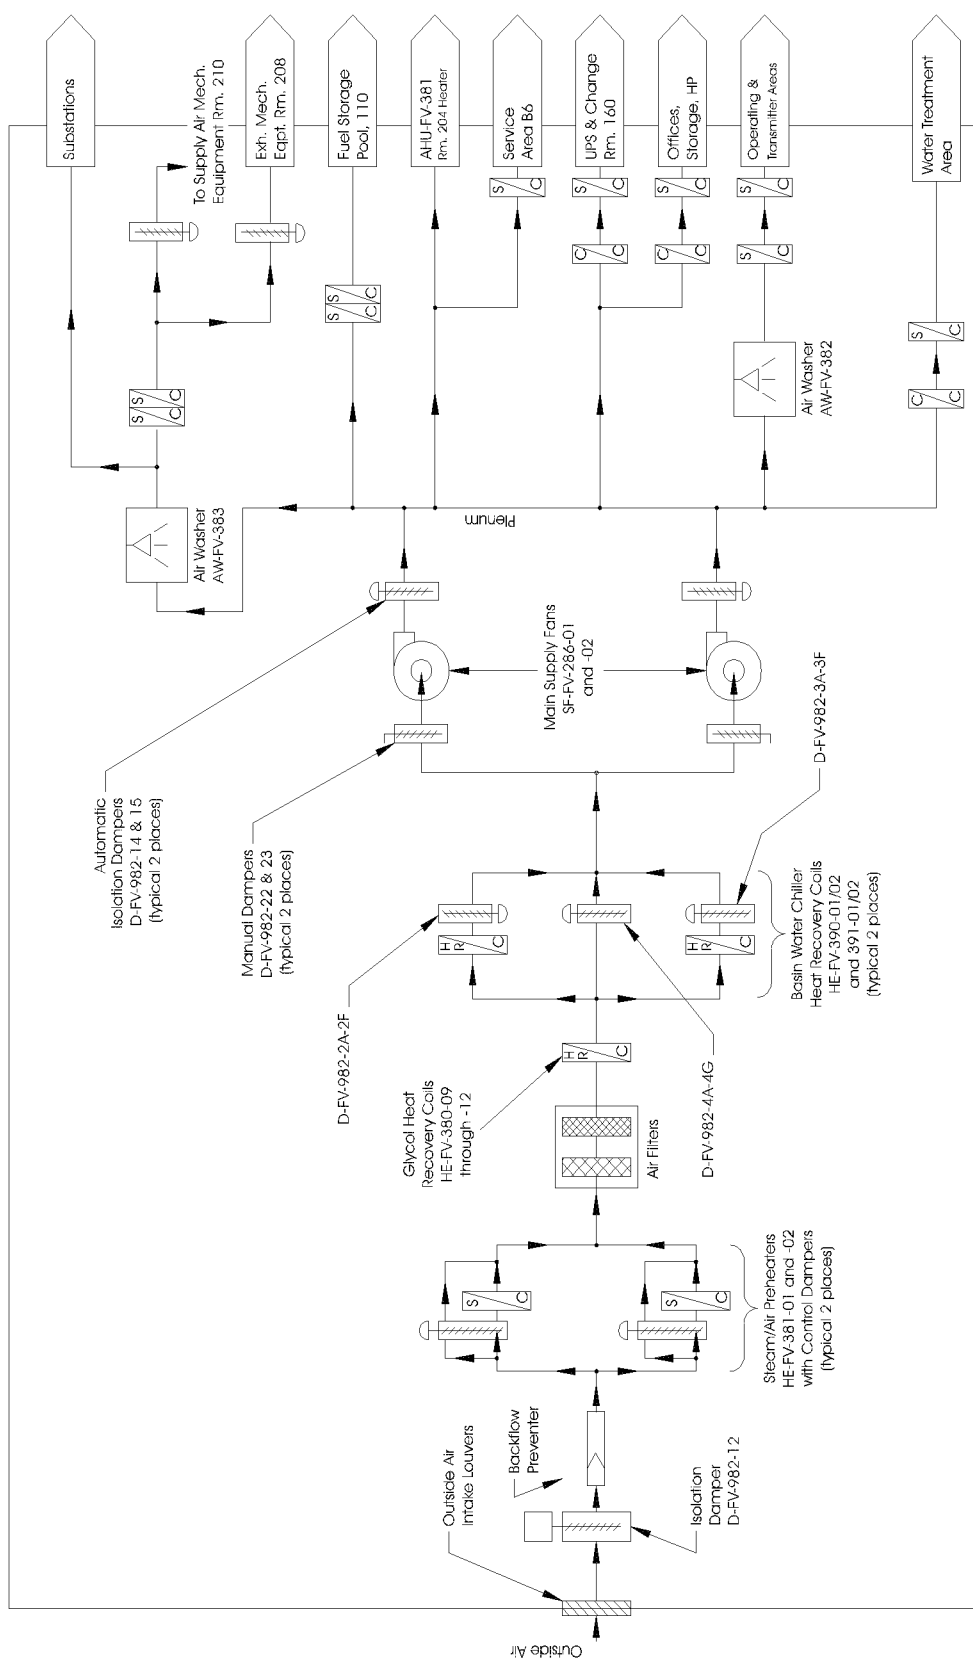 Outside Air
Outside Air
Intake Louvers
Backflow
Preventer
Isolation
Damper
D-FV-982-12
S
C
S
C
Steam/Air Preheaters
HE-FV-381-01 and -02
with Control Dampers
(typical 2 places)
Air Filters
Glycol Heat
Recovery Coils
HE-FV-380-09
through -12
H
R
C
D-FV-982-2A-2F
D-FV-982-4A-4G
H
R
C
H
R
C
Basin Water Chiller
Heat Recovery Coils
HE-FV-390-01/02
and 391-01/02
(typical 2 places)
D-FV-982-3A-3F
Manual Dampers
D-FV-982-22 & 23
(typical 2 places)
Automatic
Isolation Dampers
D-FV-982-14 & 15
(typical 2 places)
Main Supply Fans
SF-FV-286-01
and -02
Plenum
Air Washer
AW-FV-383
S
S
C
C
Substations
To Supply Air Mech.
Equipment Rm. 210
Exh. Mech.
Eqpt. Rm. 208
S
S
C
C
Fuel Storage
Pool, 110
AHU-FV-381
Rm. 204 Heater
S
C
Service
Area B6
C
C
S
C
UPS & Change
Rm. 160
C
C
S
C
Offices,
Storage, HP
Air Washer
AW-FV-382
S
C
S
C
Operating &
Transmitter Areas
C
C
S
C
Water Treatment
Area